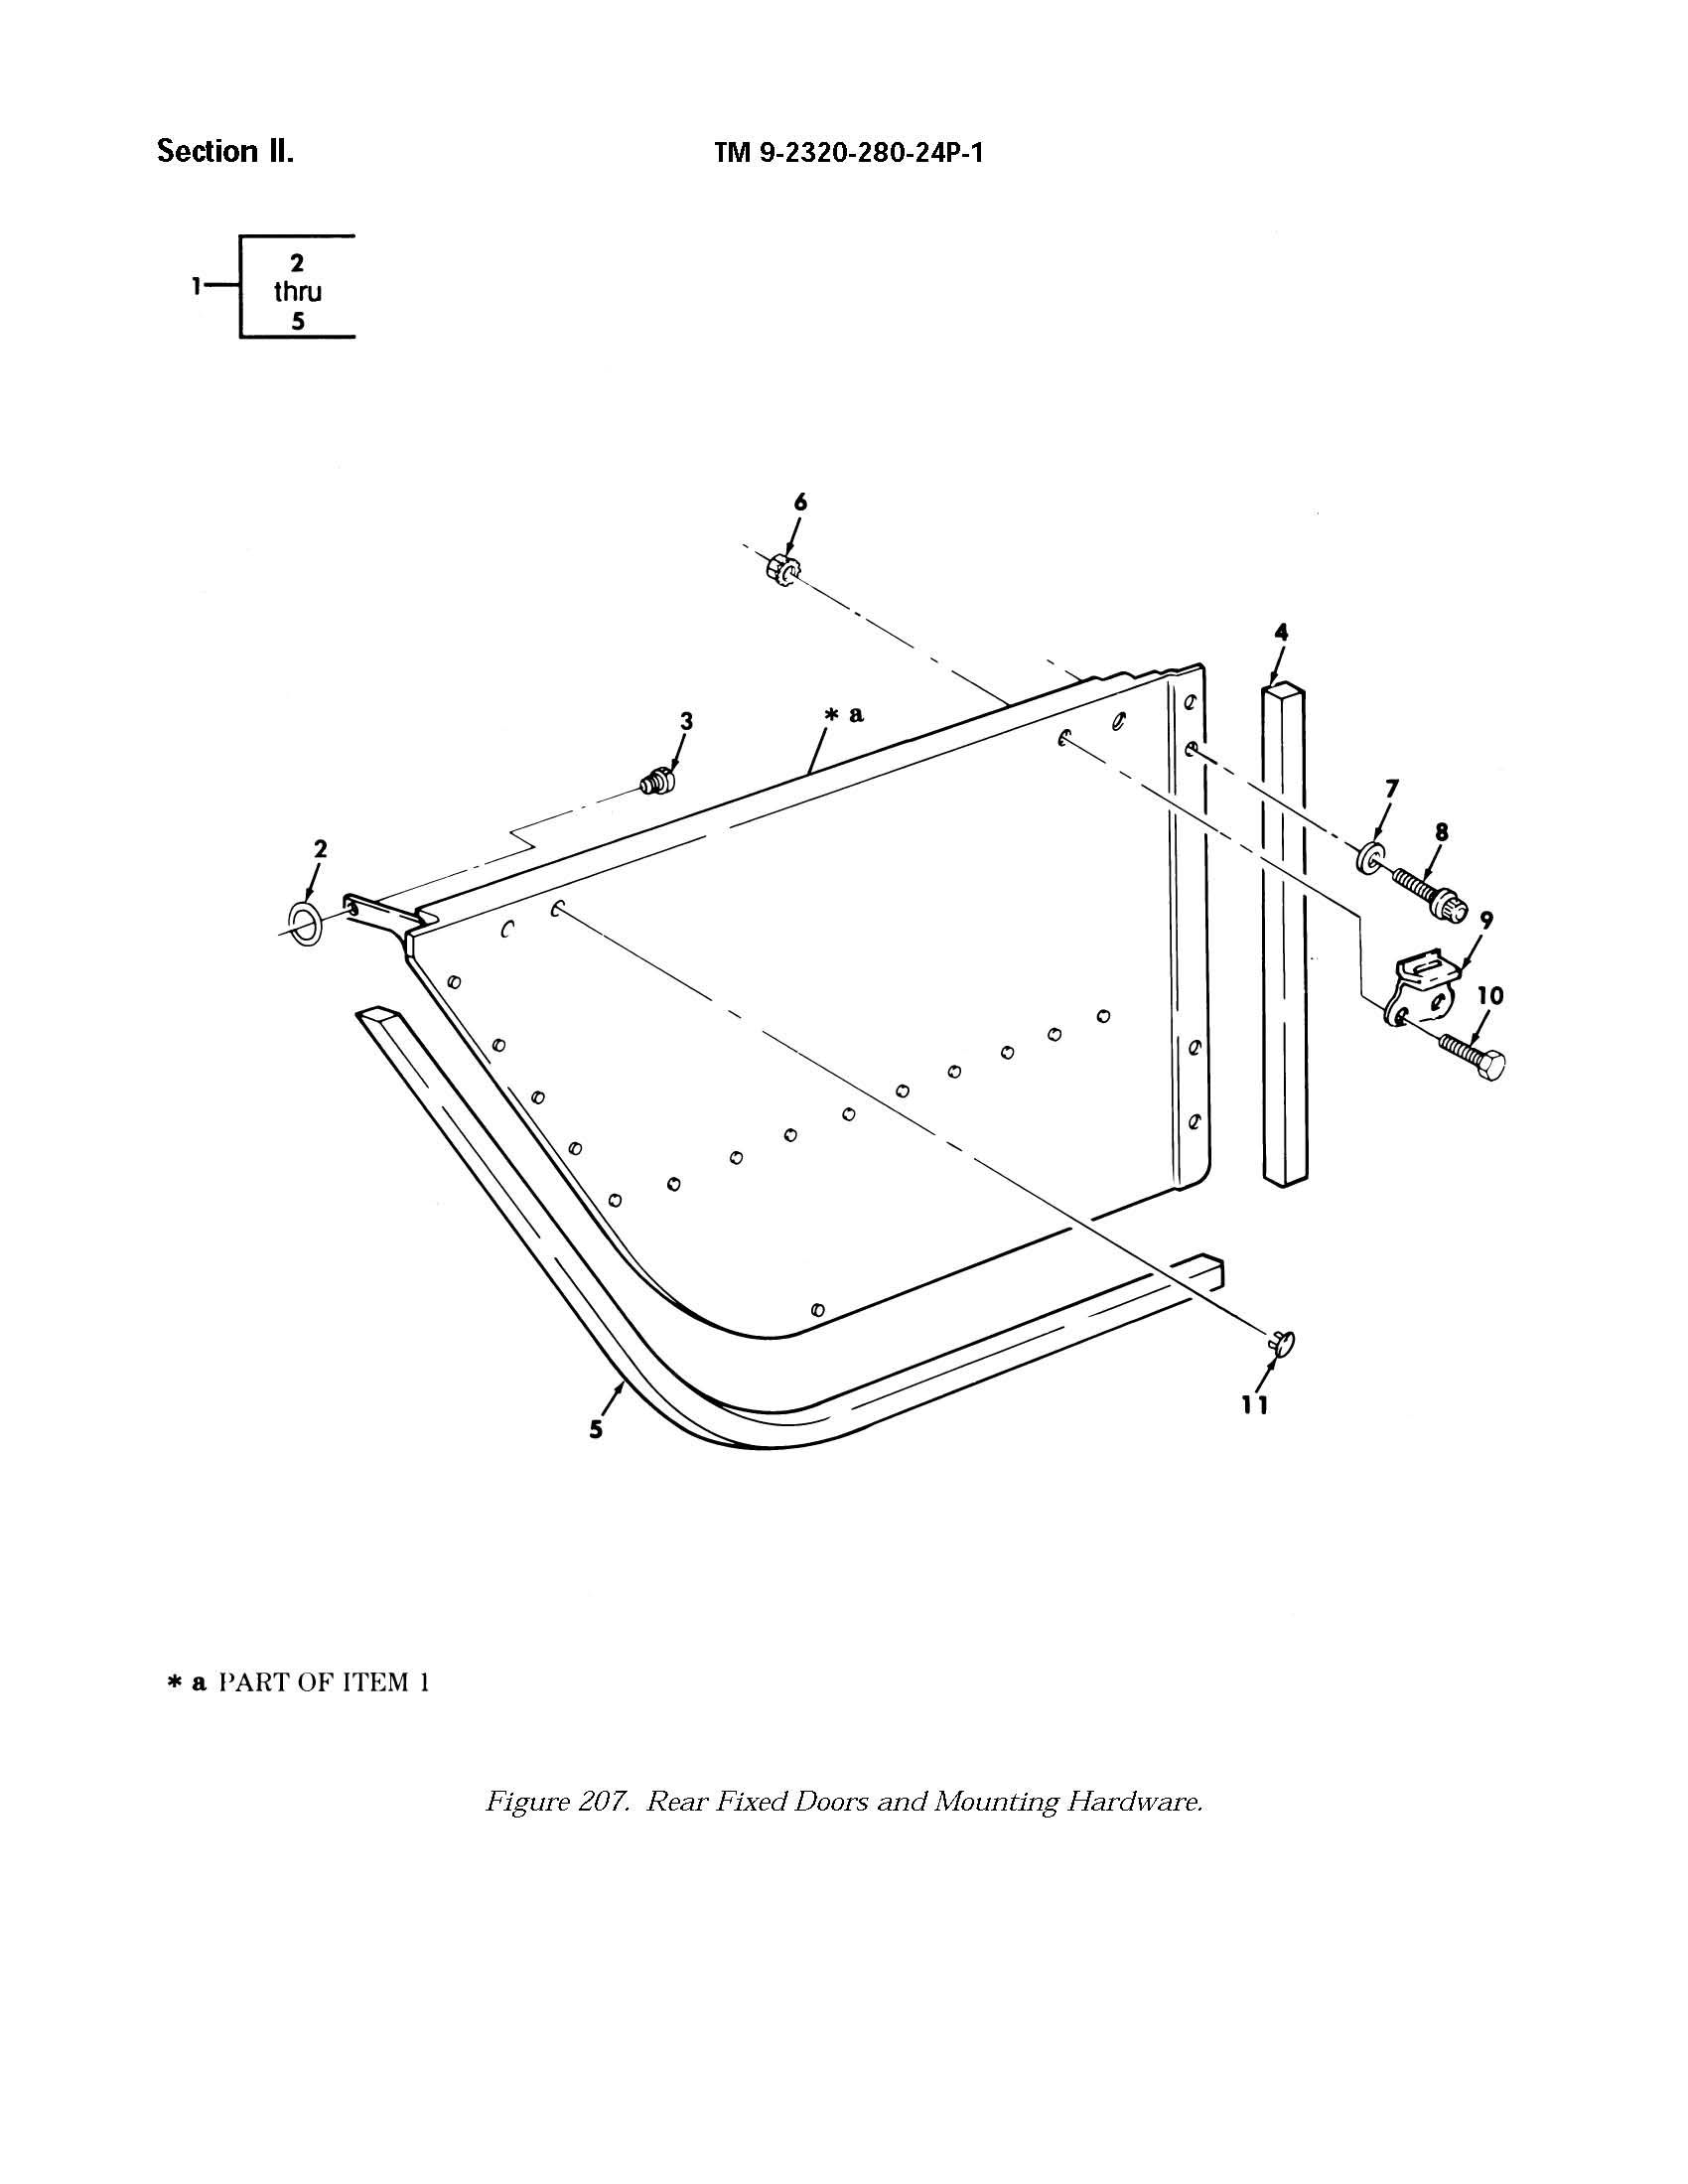 Section II.
TM 9-2320-280-24P-1
2
1
thru
5
6
4
3
* a
7
8
2
9
10
11
5
* a PART OF ITEM 1
Figure 207. Rear Fixed Doors and Mounting Hardware.